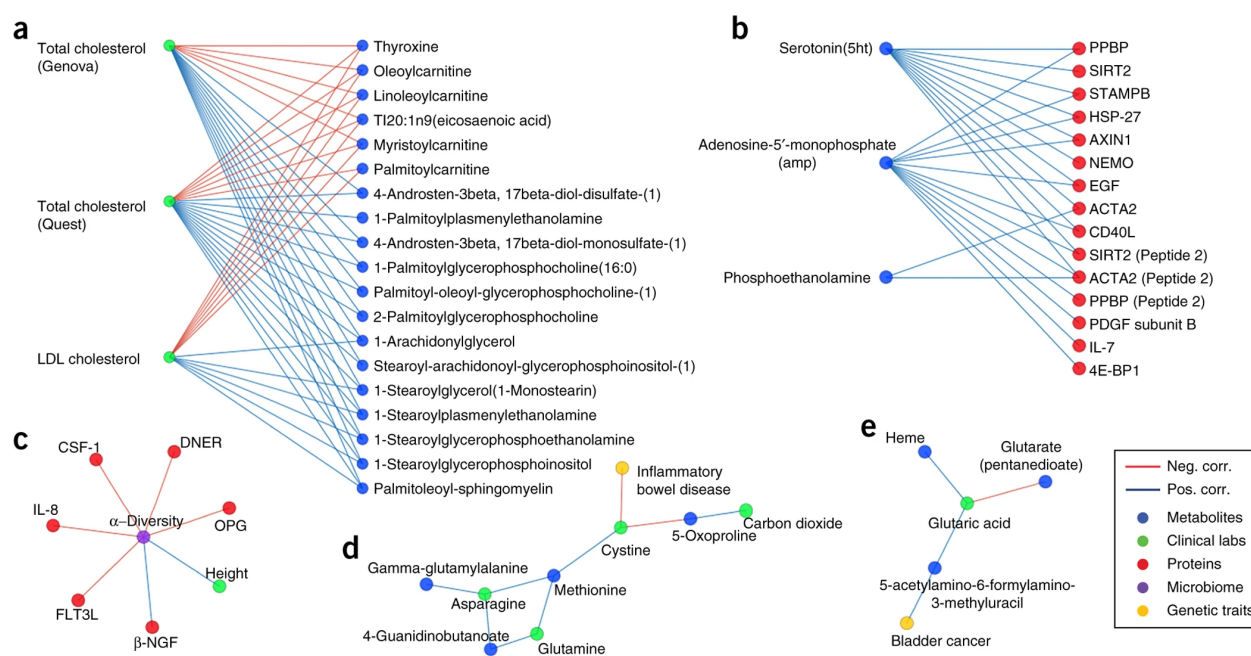 a
Total cholesterol
(Genova)
Total cholesterol
(Quest)
LDL cholesterol
Thyroxine
Oleoylcarnitine
Linoleoylcarnitine
Tl20:1n9(eicosaenoic acid)
Myristoylcarnitine
Palmitoylcarnitine
4-Androsten-3beta, 17beta-diol-disulfate-(1)
1-Palmitoylplasmenylethanolamine
4-Androsten-3beta, 17beta-diol-monosulfate-(1)
1-Palmitoylglycerophosphocholine(16:0)
Palmitoyl-oleoyl-glycerophosphocholine-(1)
2-Palmitoylglycerophosphocholine
1-Arachidonylglycerol
Stearoyl-arachidonoyl-glycerophosphoinositol-(1)
1-Stearoylglycerol(1-Monostearin)
1-Stearoylplasmenylethanolamine
1-Stearoylglycerophosphoethanolamine
1-Stearoylglycerophosphoinositol
Palmitoleoyl-sphingomyelin
b
Serotonin(5ht)
Adenosine-5′-monophosphate
(amp)
Phosphoethanolamine
PPBP
SIRT2
STAMPB
HSP-27
AXIN1
NEMO
EGF
ACTA2
CD40L
SIRT2 (Peptide 2)
ACTA2 (Peptide 2)
PPBP (Peptide 2)
PDGF subunit B
IL-7
4E-BP1
c
CSF-1
DNER
IL-8
α–Diversity
OPG
Height
FLT3L
β-NGF
d
Inflammatory
bowel disease
Carbon dioxide
5-Oxoproline
Cystine
Gamma-glutamylalanine
Methionine
Asparagine
4-Guanidinobutanoate
Glutamine
e
Heme
Glutarate
(pentanedioate)
Glutaric acid
5-acetylamino-6-formylamino-
3-methyluracil
Bladder cancer
Neg. corr.
Pos. corr.
Metabolites
Clinical labs
Proteins
Microbiome
Genetic traits